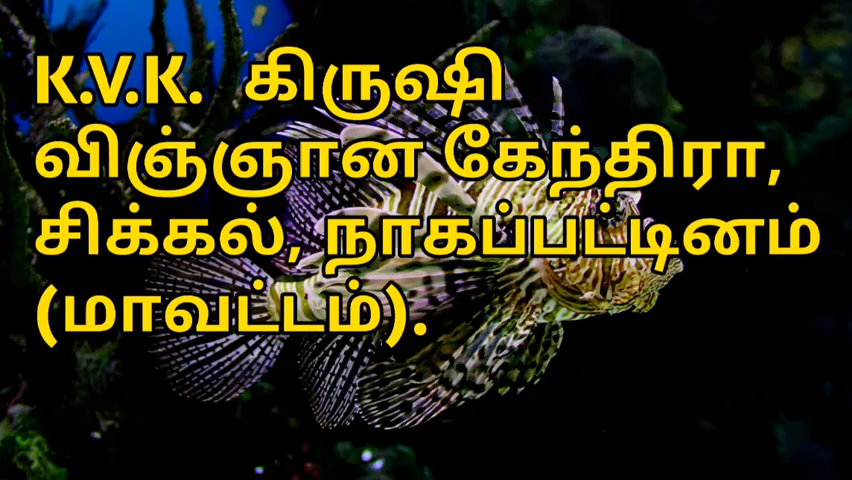 K.V.K. கிருஷி
விஞ்ஞான கேந்திரா,
சிக்கல், நாகப்பட்டினம்
(மாவட்டம்).